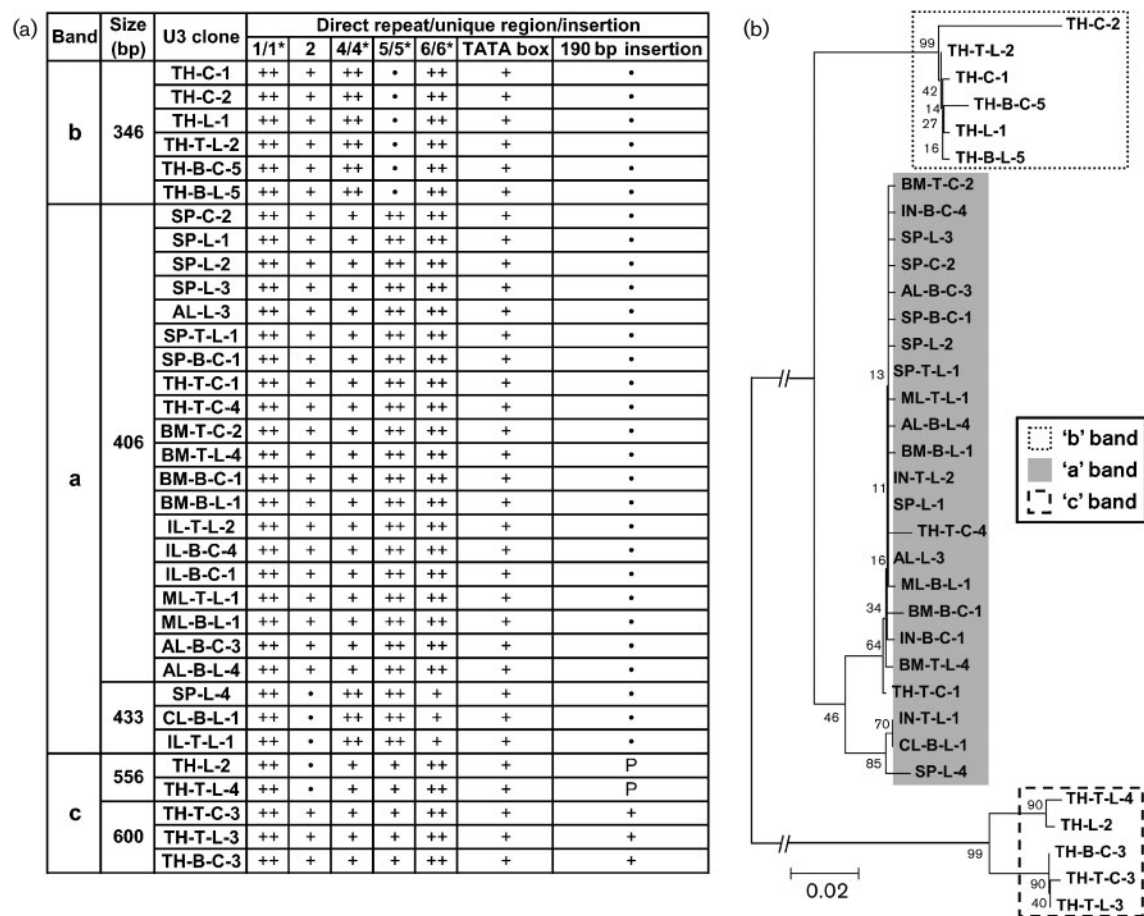 (a)
Band Size (bp) U3 clone Direct repeat/unique region/insertion
1/1* 2 4/4* 5/5* 6/6* TATA box 190 bp insertion
b 346 TH-C-1 ++ + ++ • ++ + •
TH-C-2 ++ + ++ • ++ + •
TH-L-1 ++ + ++ • ++ + •
TH-T-L-2 ++ + ++ • ++ + •
TH-B-C-5 ++ + ++ • ++ + •
TH-B-L-5 ++ + ++ • ++ + •
a 406 SP-C-2 ++ + + ++ ++ + •
SP-L-1 ++ + + ++ ++ + •
SP-L-2 ++ + + ++ ++ + •
SP-L-3 ++ + + ++ ++ + •
AL-L-3 ++ + + ++ ++ + •
SP-T-L-1 ++ + + ++ ++ + •
SP-B-C-1 ++ + + ++ ++ + •
TH-T-C-1 ++ + + ++ ++ + •
TH-T-C-4 ++ + + ++ ++ + •
BM-T-C-2 ++ + + ++ ++ + •
BM-T-L-4 ++ + + ++ ++ + •
BM-B-C-1 ++ + + ++ ++ + •
BM-B-L-1 ++ + + ++ ++ + •
IL-T-L-2 ++ + + ++ ++ + •
IL-B-C-4 ++ + + ++ ++ + •
IL-B-C-1 ++ + + ++ ++ + •
ML-T-L-1 ++ + + ++ ++ + •
ML-B-L-1 ++ + + ++ ++ + •
AL-B-C-3 ++ + + ++ ++ + •
AL-B-L-4 ++ + + ++ ++ + •
433 SP-L-4 ++ • ++ ++ + + •
CL-B-L-1 ++ • ++ ++ + + •
IL-T-L-1 ++ • ++ ++ + + •
c 556 TH-L-2 ++ • + + ++ + P
TH-T-L-4 ++ • + + ++ + P
600 TH-T-C-3 ++ + + + ++ + +
TH-T-L-3 ++ + + + ++ + +
TH-B-C-3 ++ + + + ++ + +
(b)
TH-C-2
99
TH-T-L-2
TH-C-1
42
TH-B-C-5
14
27
TH-L-1
16
TH-B-L-5
BM-T-C-2
IN-B-C-4
SP-L-3
SP-C-2
AL-B-C-3
SP-B-C-1
SP-L-2
13
SP-T-L-1
ML-T-L-1
AL-B-L-4
BM-B-L-1
IN-T-L-2
11
SP-L-1
TH-T-C-4
16
AL-L-3
ML-B-L-1
34
BM-B-C-1
IN-B-C-1
64
BM-T-L-4
TH-T-C-1
46
70
IN-T-L-1
CL-B-L-1
85
SP-L-4
90
TH-T-L-4
TH-L-2
99
TH-B-C-3
90
TH-T-C-3
40
TH-T-L-3
0.02
'b' band
'a' band
'c' band